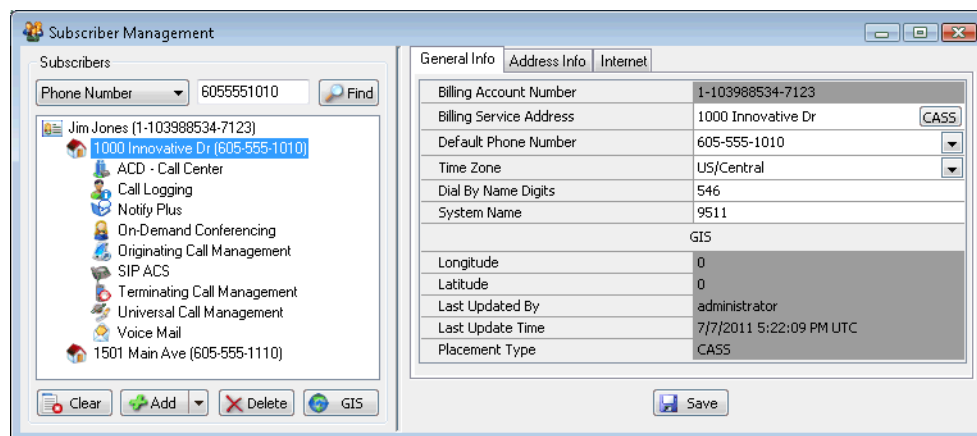 Subscriber Management
Subscribers
Phone Number 6055551010 Find
Jim Jones (1-103988534-7123)
1000 Innovative Dr (605-555-1010)
ACD - Call Center
Call Logging
Notify Plus
On-Demand Conferencing
Originating Call Management
SIP ACS
Terminating Call Management
Universal Call Management
Voice Mail
1501 Main Ave (605-555-1110)
Clear Add Delete GIS
General Info Address Info Internet
Billing Account Number 1-103988534-7123
Billing Service Address 1000 Innovative Dr CASS
Default Phone Number 605-555-1010
Time Zone US/Central
Dial By Name Digits 546
System Name 9511
GIS
Longitude 0
Latitude 0
Last Updated By administrator
Last Update Time 7/7/2011 5:22:09 PM UTC
Placement Type CASS
Save